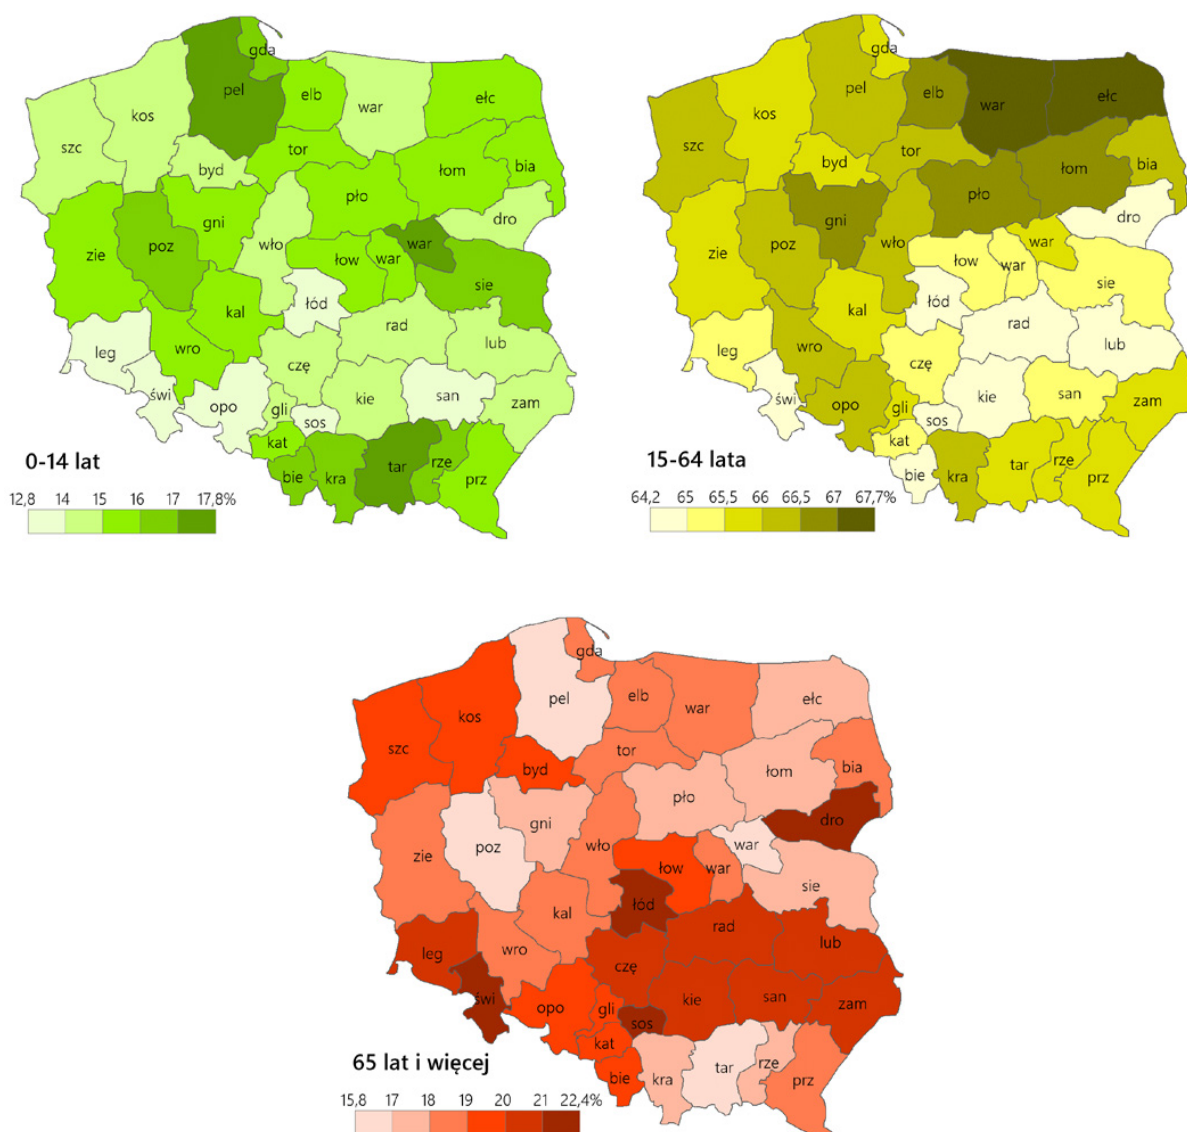 gda
pel
elb
war
ełc
kos
szc
byd
tor
łom
bia
gni
pło
dro
zie
poz
wło
war
łow
war
sie
kal
łód
rad
lub
leg
wro
czę
świ
opo
gli
kie
san
zam
sos
kat
bie
kra
tar
rze
prz
0-14 lat
12,8 14 15 16 17 17,8%
gda
pel
elb
war
ełc
kos
szc
byd
tor
łom
bia
gni
pło
dro
zie
poz
wło
war
łow
war
sie
kal
łód
rad
lub
leg
wro
czę
świ
opo
gli
kie
san
zam
sos
kat
bie
kra
tar
rze
prz
15-64 lata
64,2 65 65,5 66 66,5 67 67,7%
gda
pel
elb
war
ełc
kos
szc
byd
tor
łom
bia
gni
pło
dro
zie
poz
wło
war
łow
war
sie
kal
łód
rad
lub
leg
wro
czę
świ
opo
gli
kie
san
zam
sos
kat
bie
kra
tar
rze
prz
65 lat i więcej
15,8 17 18 19 20 21 22,4%